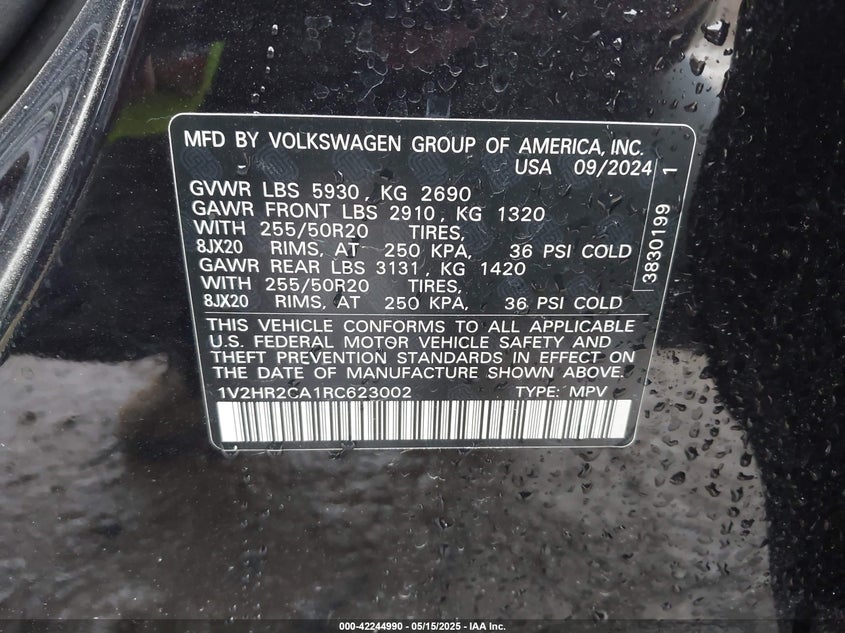 MFD BY VOLKSWAGEN GROUP OF AMERICA, INC.
USA 09/2024
GVWR LBS 5930, KG 2690
GAWR FRONT LBS 2910, KG 1320
WITH 255/50R20 TIRES,
8JX20 RIMS, AT 250 KPA, 36 PSI COLD
GAWR REAR LBS 3131, KG 1420
WITH 255/50R20 TIRES,
8JX20 RIMS, AT 250 KPA, 36 PSI COLD
THIS VEHICLE CONFORMS TO ALL APPLICABLE
U.S. FEDERAL MOTOR VEHICLE SAFETY AND
THEFT PREVENTION STANDARDS IN EFFECT ON
THE DATE OF MANUFACTURE SHOWN ABOVE.
1V2HR2CA1RC623002 TYPE: MPV
3830199 1
000-42244990 - 05/15/2025 - IAA Inc.